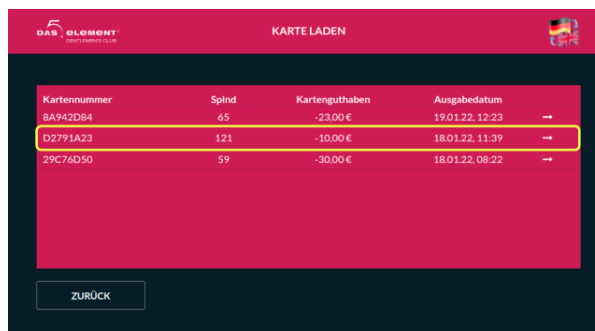 DAS 5. eLeMeNT
GENTLEMEN'S CLUB
KARTE LADEN
Kartennummer Spind Kartenguthaben Ausgabedatum
8A942D84 65 -23,00 € 19.01.22, 12:23 →
D2791A23 121 -10,00 € 18.01.22, 11:39 →
29C76D50 59 -30,00 € 18.01.22, 08:22 →
ZURÜCK